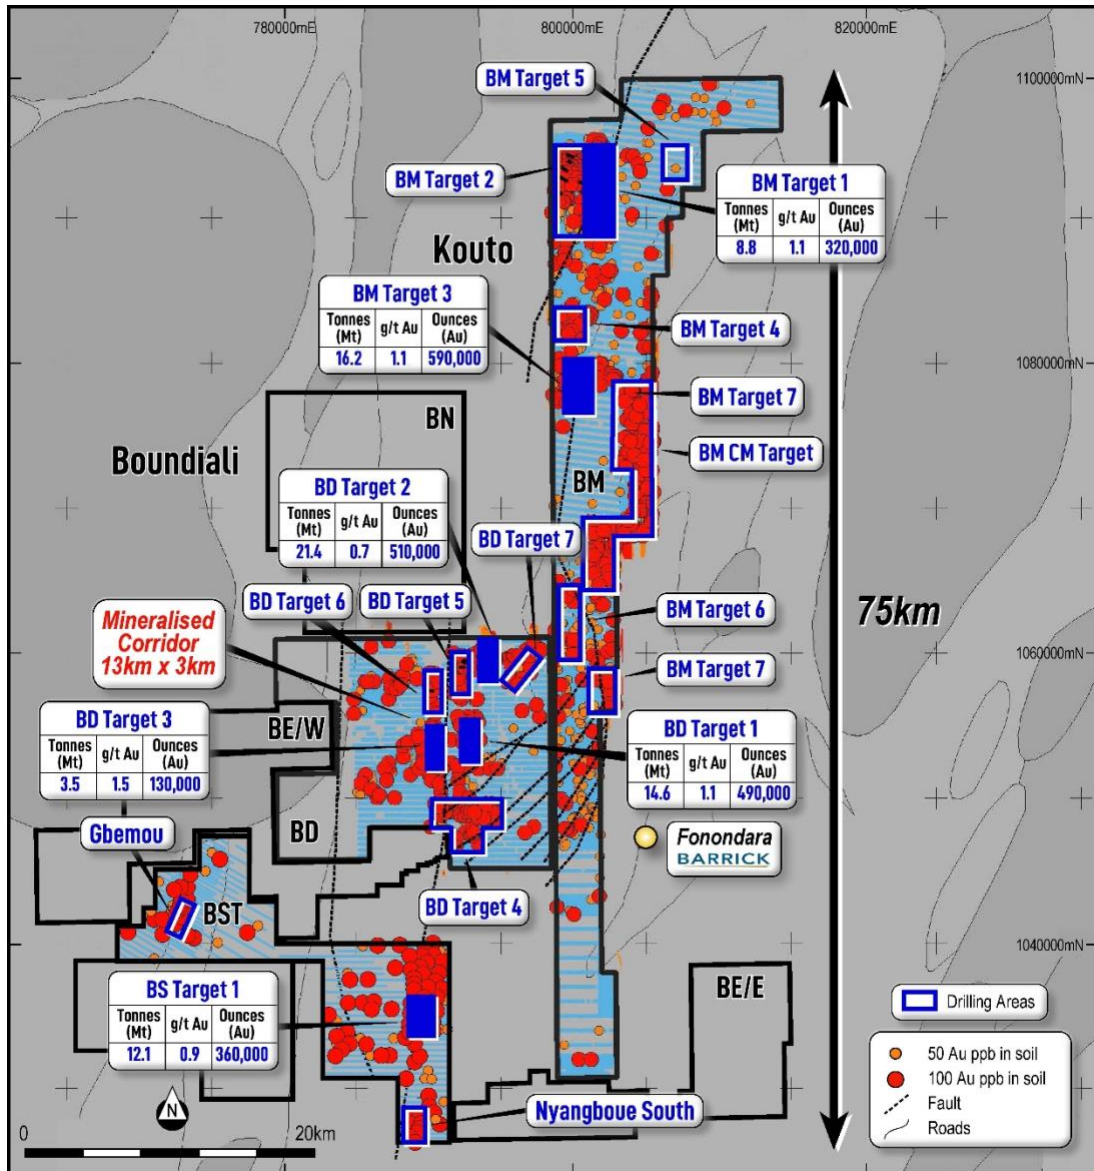 780000mE
800000mE
820000mE
BM Target 5
1100000mN
BM Target 2
BM Target 1
Tonnes (Mt) g/t Au Ounces (Au)
8.8 1.1 320,000
Kouto
BM Target 3
Tonnes (Mt) g/t Au Ounces (Au)
16.2 1.1 590,000
BM Target 4
1080000mN
BM Target 7
BN
BM CM Target
Boundiali
BM
BD Target 2
Tonnes (Mt) g/t Au Ounces (Au)
21.4 0.7 510,000
BD Target 7
BD Target 6
BD Target 5
BM Target 6
75km
Mineralised
Corridor
13km x 3km
1060000mN
BM Target 7
BE/W
BD Target 3
Tonnes (Mt) g/t Au Ounces (Au)
3.5 1.5 130,000
BD Target 1
Tonnes (Mt) g/t Au Ounces (Au)
14.6 1.1 490,000
Gbemou
BD
Fonondara
BARRICK
BD Target 4
BST
1040000mN
BS Target 1
Tonnes (Mt) g/t Au Ounces (Au)
12.1 0.9 360,000
BE/E
Drilling Areas
50 Au ppb in soil
100 Au ppb in soil
Fault
Roads
Nyangboue South
N
0 20km